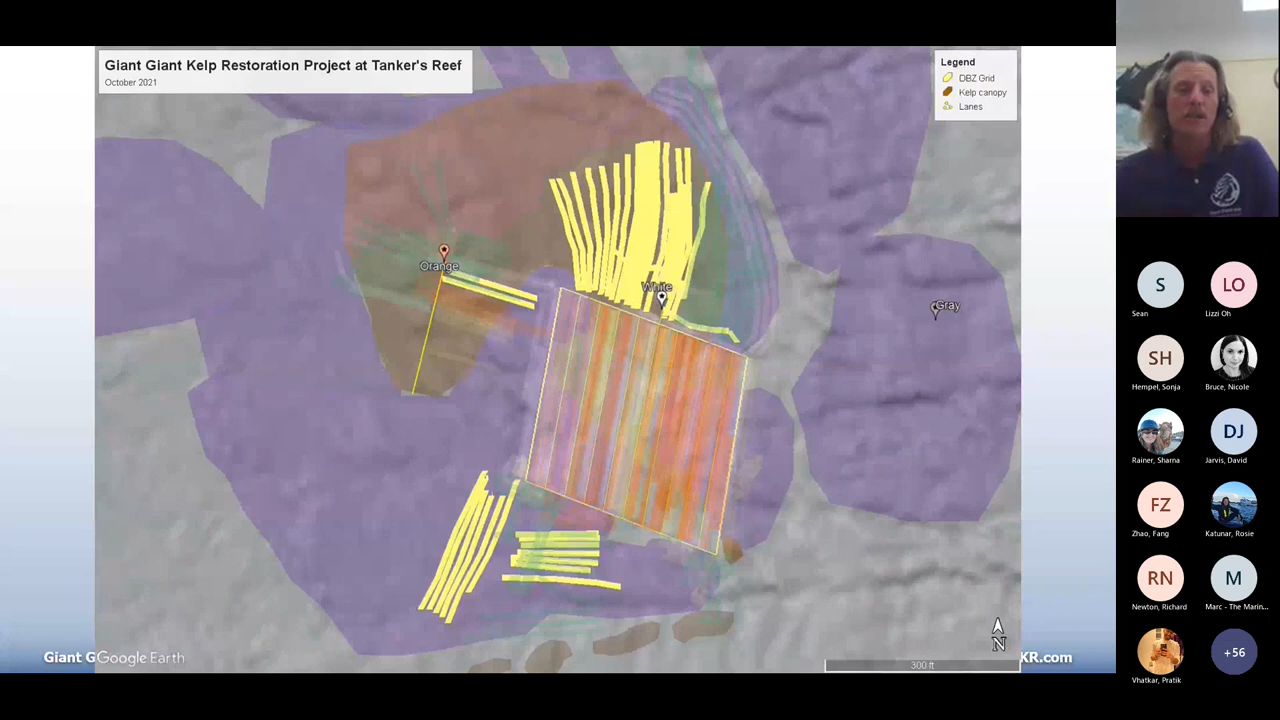 Giant Giant Kelp Restoration Project at Tanker's Reef
October 2021
Legend
DBZ Grid
Kelp canopy
Lanes
Orange
White
Gray
N
300 ft
Giant G
Google Earth
KR.com
S
Sean
LO
Lizzi Oh
SH
Hempel, Sonja
Bruce, Nicole
Rainer, Sharna
DJ
Jarvis, David
FZ
Zhao, Fang
Katunar, Rosie
RN
Newton, Richard
M
Marc - The Marin...
Vhatkar, Pratik
+56